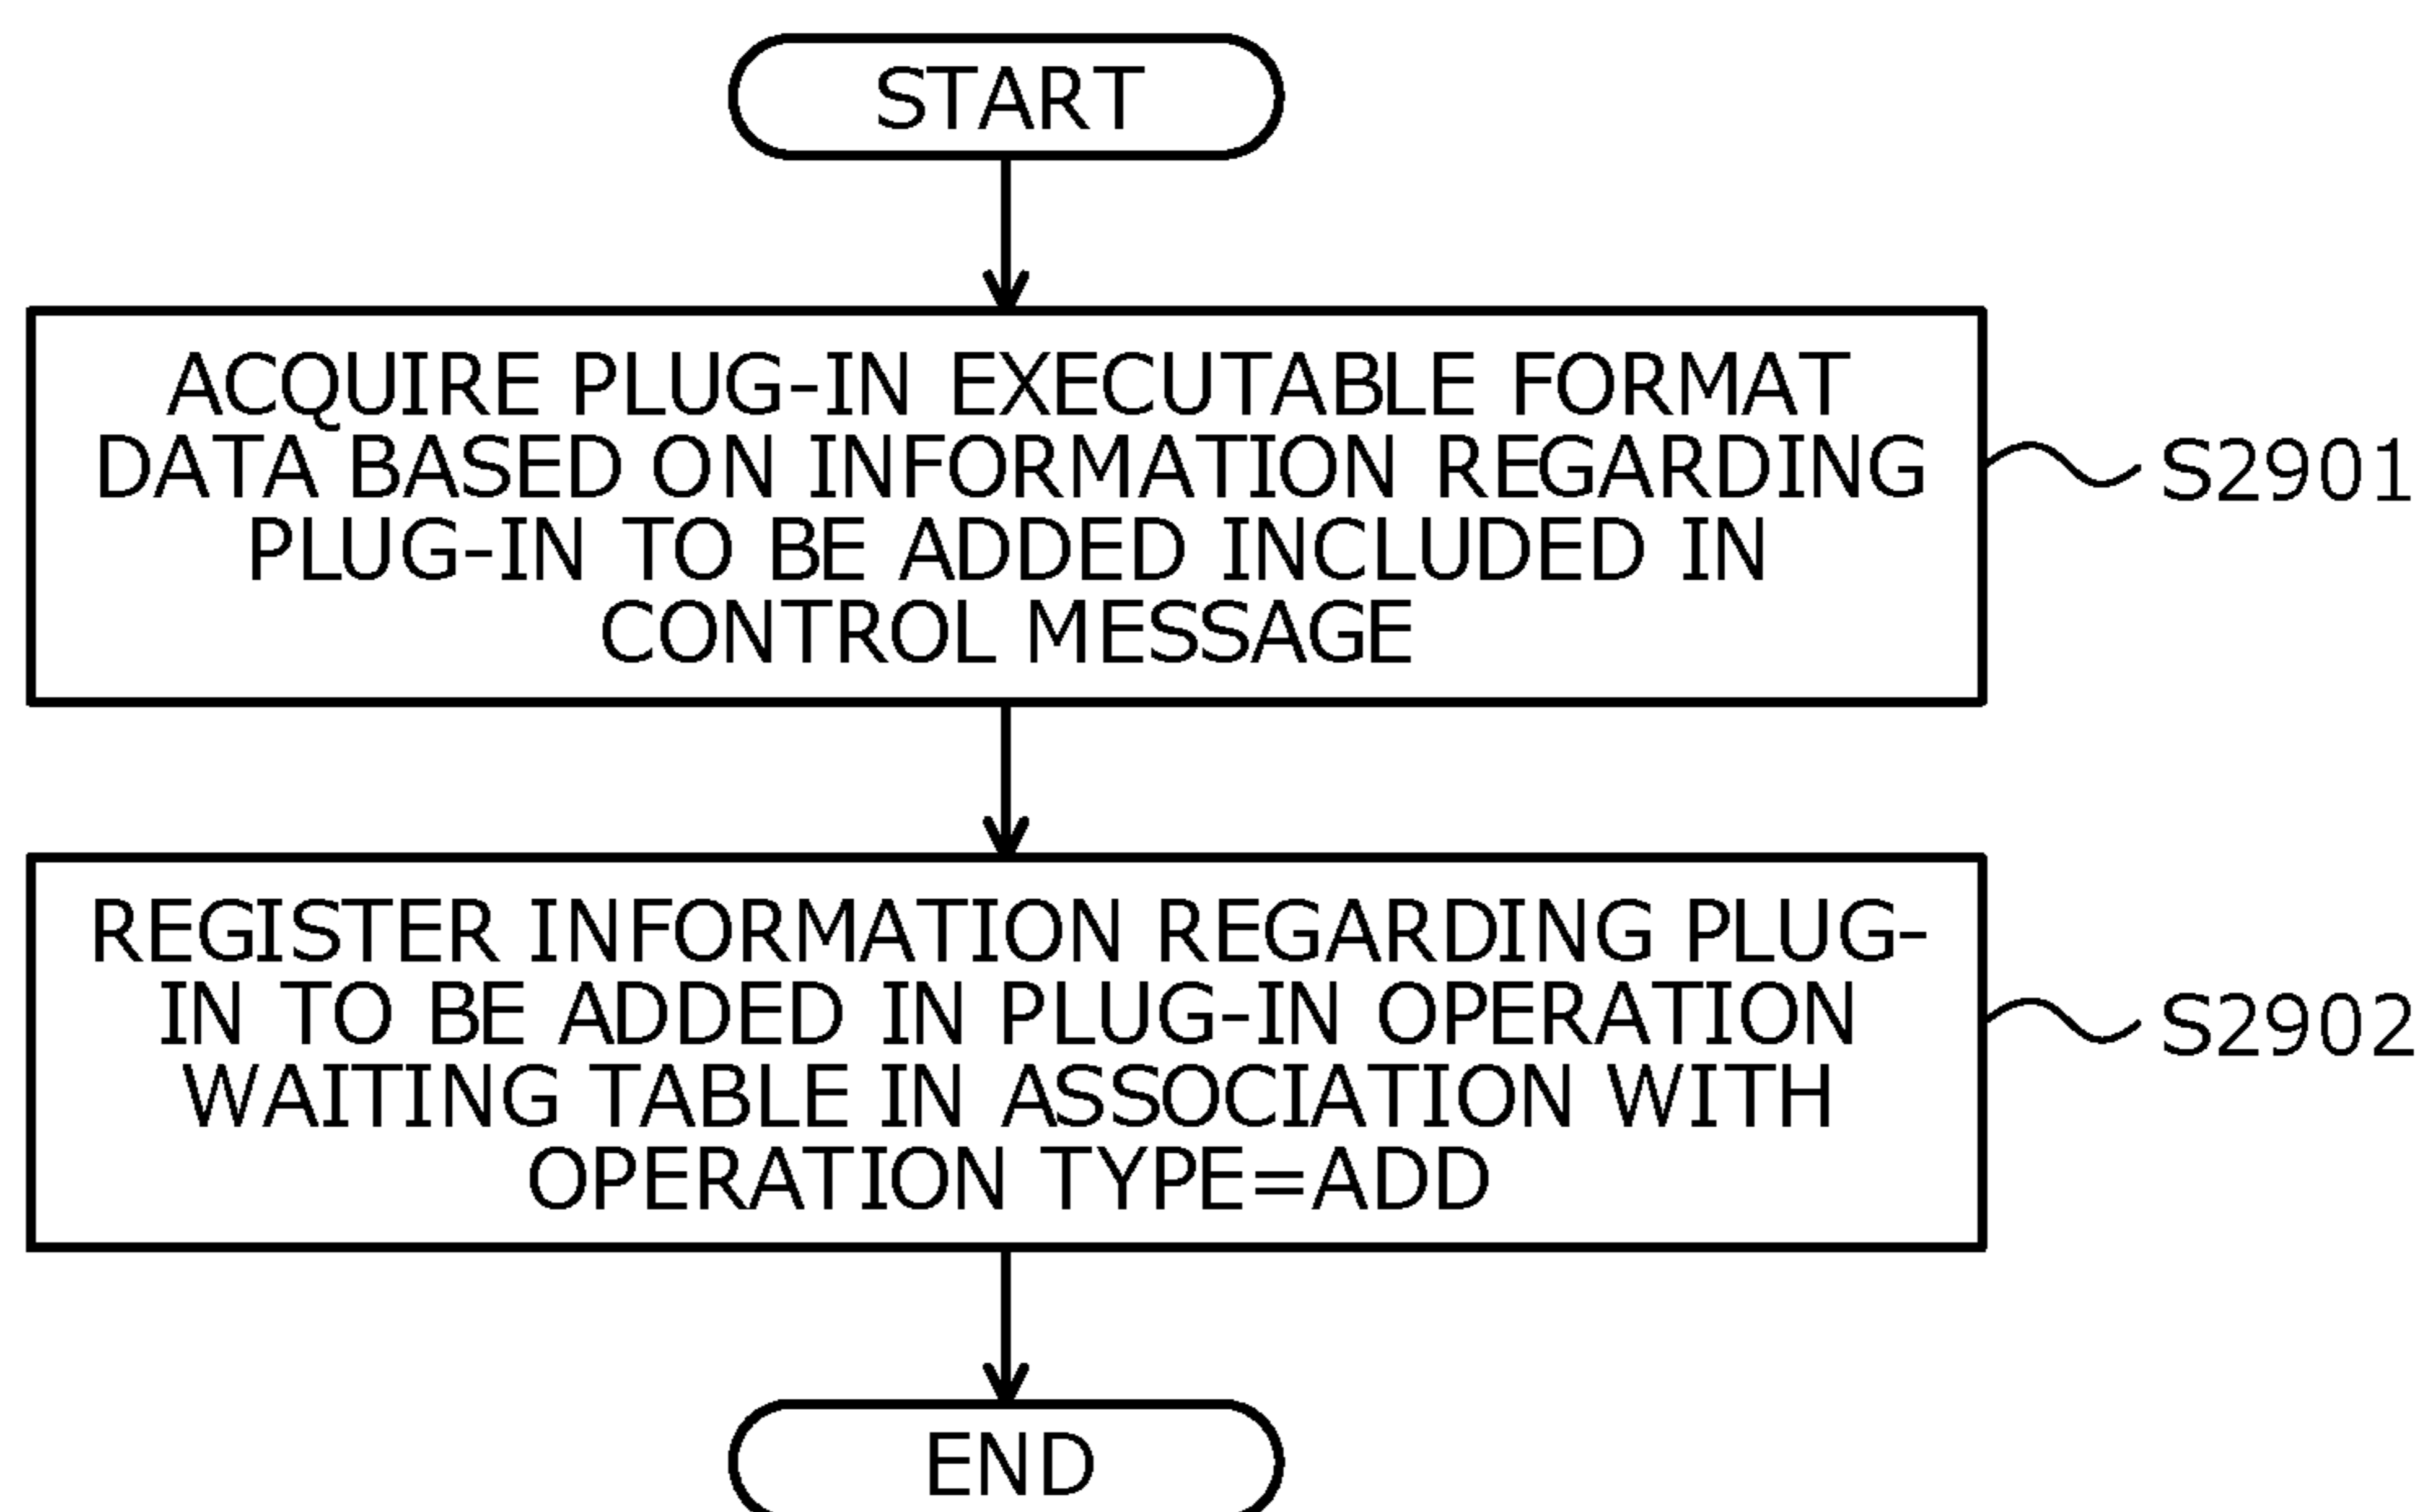 START
ACQUIRE PLUG-IN EXECUTABLE FORMAT
DATA BASED ON INFORMATION REGARDING
PLUG-IN TO BE ADDED INCLUDED IN
CONTROL MESSAGE
S2901
REGISTER INFORMATION REGARDING PLUG-
IN TO BE ADDED IN PLUG-IN OPERATION
WAITING TABLE IN ASSOCIATION WITH
OPERATION TYPE=ADD
S2902
END